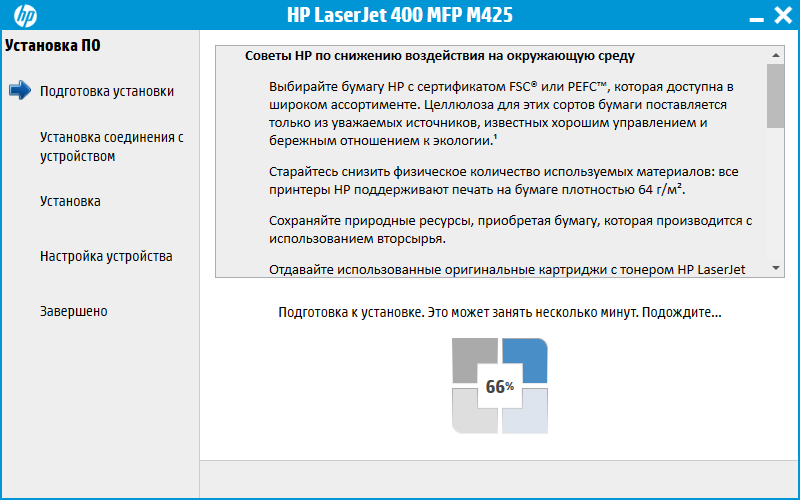 hp
HP LaserJet 400 MFP M425
Установка ПО
Подготовка установки
Установка соединения с
устройством
Установка
Настройка устройства
Завершено
Советы HP по снижению воздействия на окружающую среду
Выбирайте бумагу HP с сертификатом FSC® или PEFC™, которая доступна в
широком ассортименте. Целлюлоза для этих сортов бумаги поставляется
только из уважаемых источников, известных хорошим управлением и
бережным отношением к экологии.¹
Старайтесь снизить физическое количество используемых материалов: все
принтеры HP поддерживают печать на бумаге плотностью 64 г/м².
Сохраняйте природные ресурсы, приобретая бумагу, которая производится с
использованием вторсырья.
Отдавайте использованные оригинальные картриджи с тонером HP LaserJet
Подготовка к установке. Это может занять несколько минут. Подождите...
66%